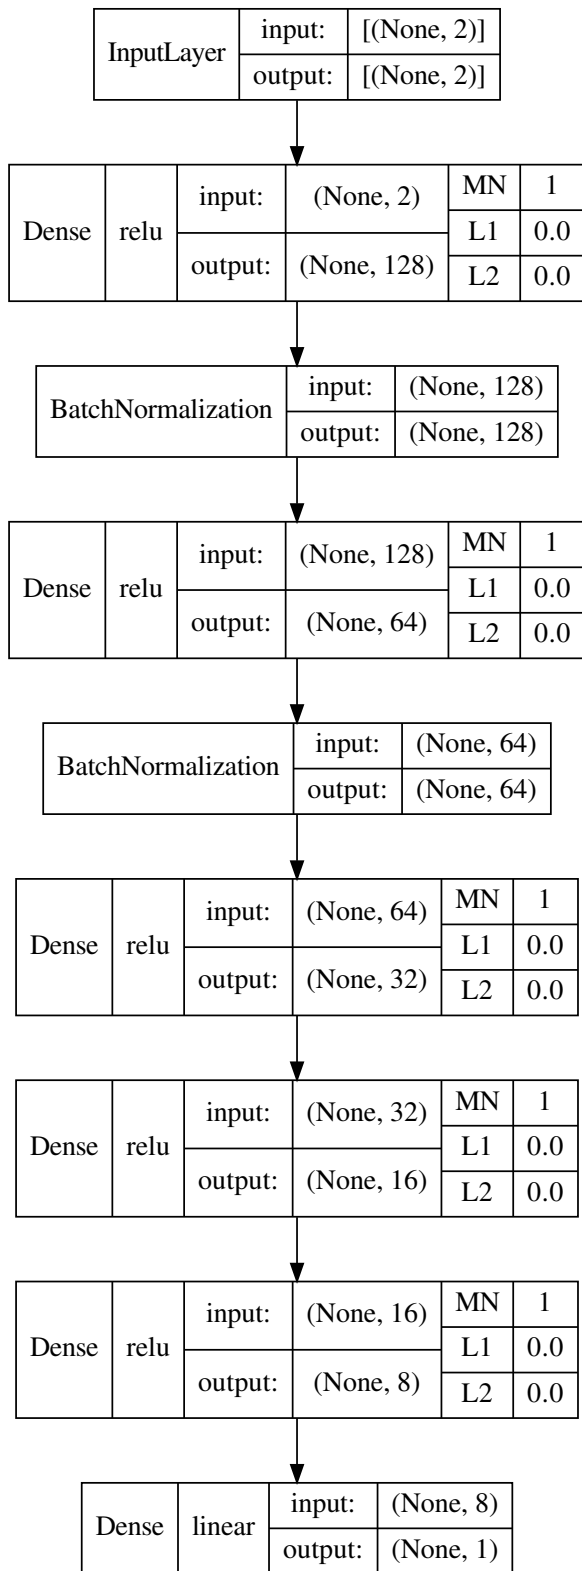 InputLayer input: [(None, 2)]
output: [(None, 2)]
Dense relu input: (None, 2) MN 1
L1 0.0
output: (None, 128) L2 0.0
BatchNormalization input: (None, 128)
output: (None, 128)
Dense relu input: (None, 128) MN 1
L1 0.0
output: (None, 64) L2 0.0
BatchNormalization input: (None, 64)
output: (None, 64)
Dense relu input: (None, 64) MN 1
L1 0.0
output: (None, 32) L2 0.0
Dense relu input: (None, 32) MN 1
L1 0.0
output: (None, 16) L2 0.0
Dense relu input: (None, 16) MN 1
L1 0.0
output: (None, 8) L2 0.0
Dense linear input: (None, 8)
output: (None, 1)